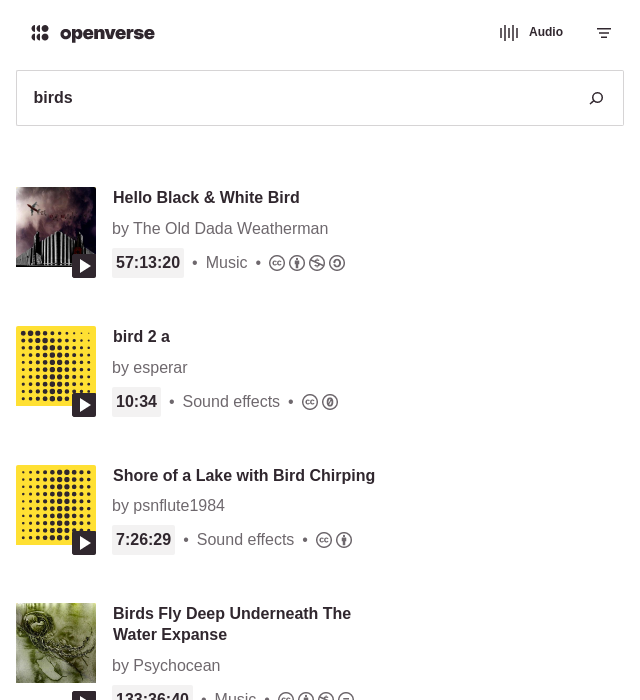 openverse
Audio
birds
Hello Black & White Bird
by The Old Dada Weatherman
57:13:20 • Music •
bird 2 a
by esperar
10:34 • Sound effects •
Shore of a Lake with Bird Chirping
by psnflute1984
7:26:29 • Sound effects •
Birds Fly Deep Underneath The
Water Expanse
by Psychocean
133:36:40 • Music •